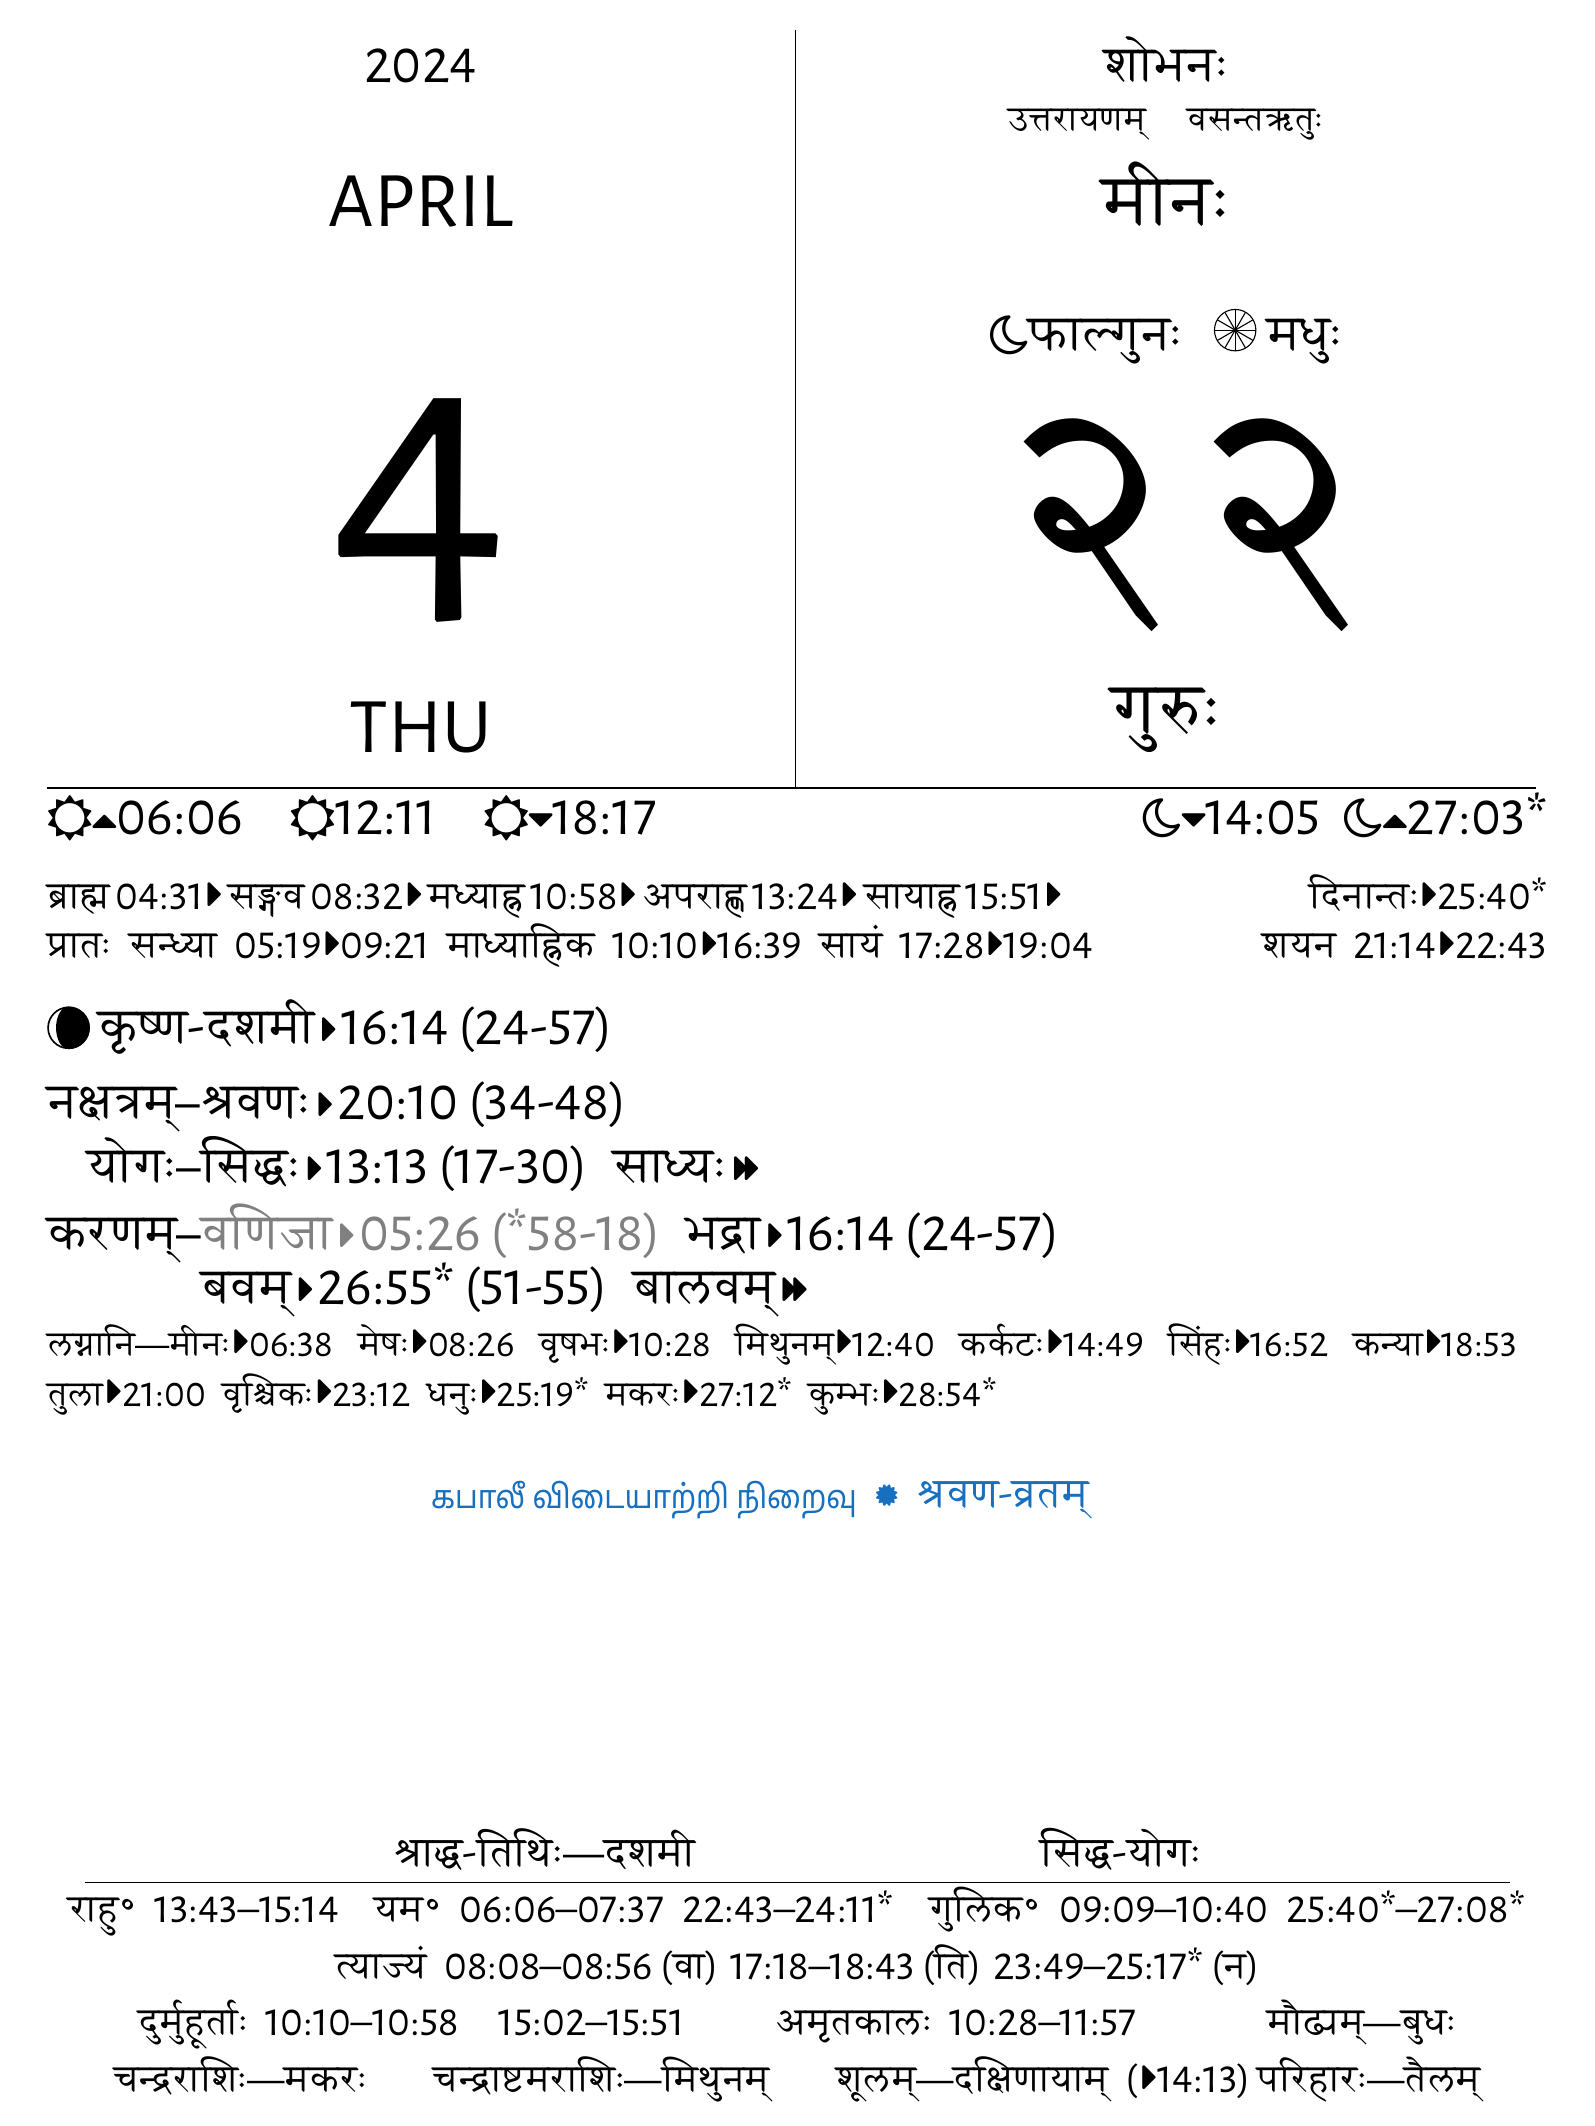 2024
APRIL
4
THU
शोभनः
उत्तरायणम् वसन्तऋतुः
मीनः
फाल्गुनः मधुः
२२
गुरुः
06:06 12:11 18:17 14:05 27:03*
ब्राह्म 04:31 सङ्गव 08:32 मध्याह्न 10:58 अपराह्ण 13:24 सायाह्न 15:51 दिनान्तः 25:40*
प्रातः सन्ध्या 05:19 09:21 माध्याह्निक 10:10 16:39 सायं 17:28 19:04 शयन 21:14 22:43
कृष्ण-दशमी 16:14 (24-57)
नक्षत्रम्–श्रवणः 20:10 (34-48)
योगः–सिद्धः 13:13 (17-30) साध्यः
करणम्–वणिजा 05:26 (*58-18) भद्रा 16:14 (24-57)
बवम् 26:55* (51-55) बालवम्
लग्नानि—मीनः 06:38 मेषः 08:26 वृषभः 10:28 मिथुनम् 12:40 कर्कटः 14:49 सिंहः 16:52 कन्या 18:53
तुला 21:00 वृश्चिकः 23:12 धनुः 25:19* मकरः 27:12* कुम्भः 28:54*
கபாலீ விடையாற்றி நிறைவு ✹ श्रवण-व्रतम्
श्राद्ध-तिथिः—दशमी सिद्ध-योगः
राहु॰ 13:43–15:14 यम॰ 06:06–07:37 22:43–24:11* गुलिक॰ 09:09–10:40 25:40*–27:08*
त्याज्यं 08:08–08:56 (वा) 17:18–18:43 (ति) 23:49–25:17* (न)
दुर्मुहूर्ताः 10:10–10:58 15:02–15:51 अमृतकालः 10:28–11:57 मौढ्यम्—बुधः
चन्द्रराशिः—मकरः चन्द्राष्टमराशिः—मिथुनम् शूलम्—दक्षिणायाम् (14:13) परिहारः—तैलम्